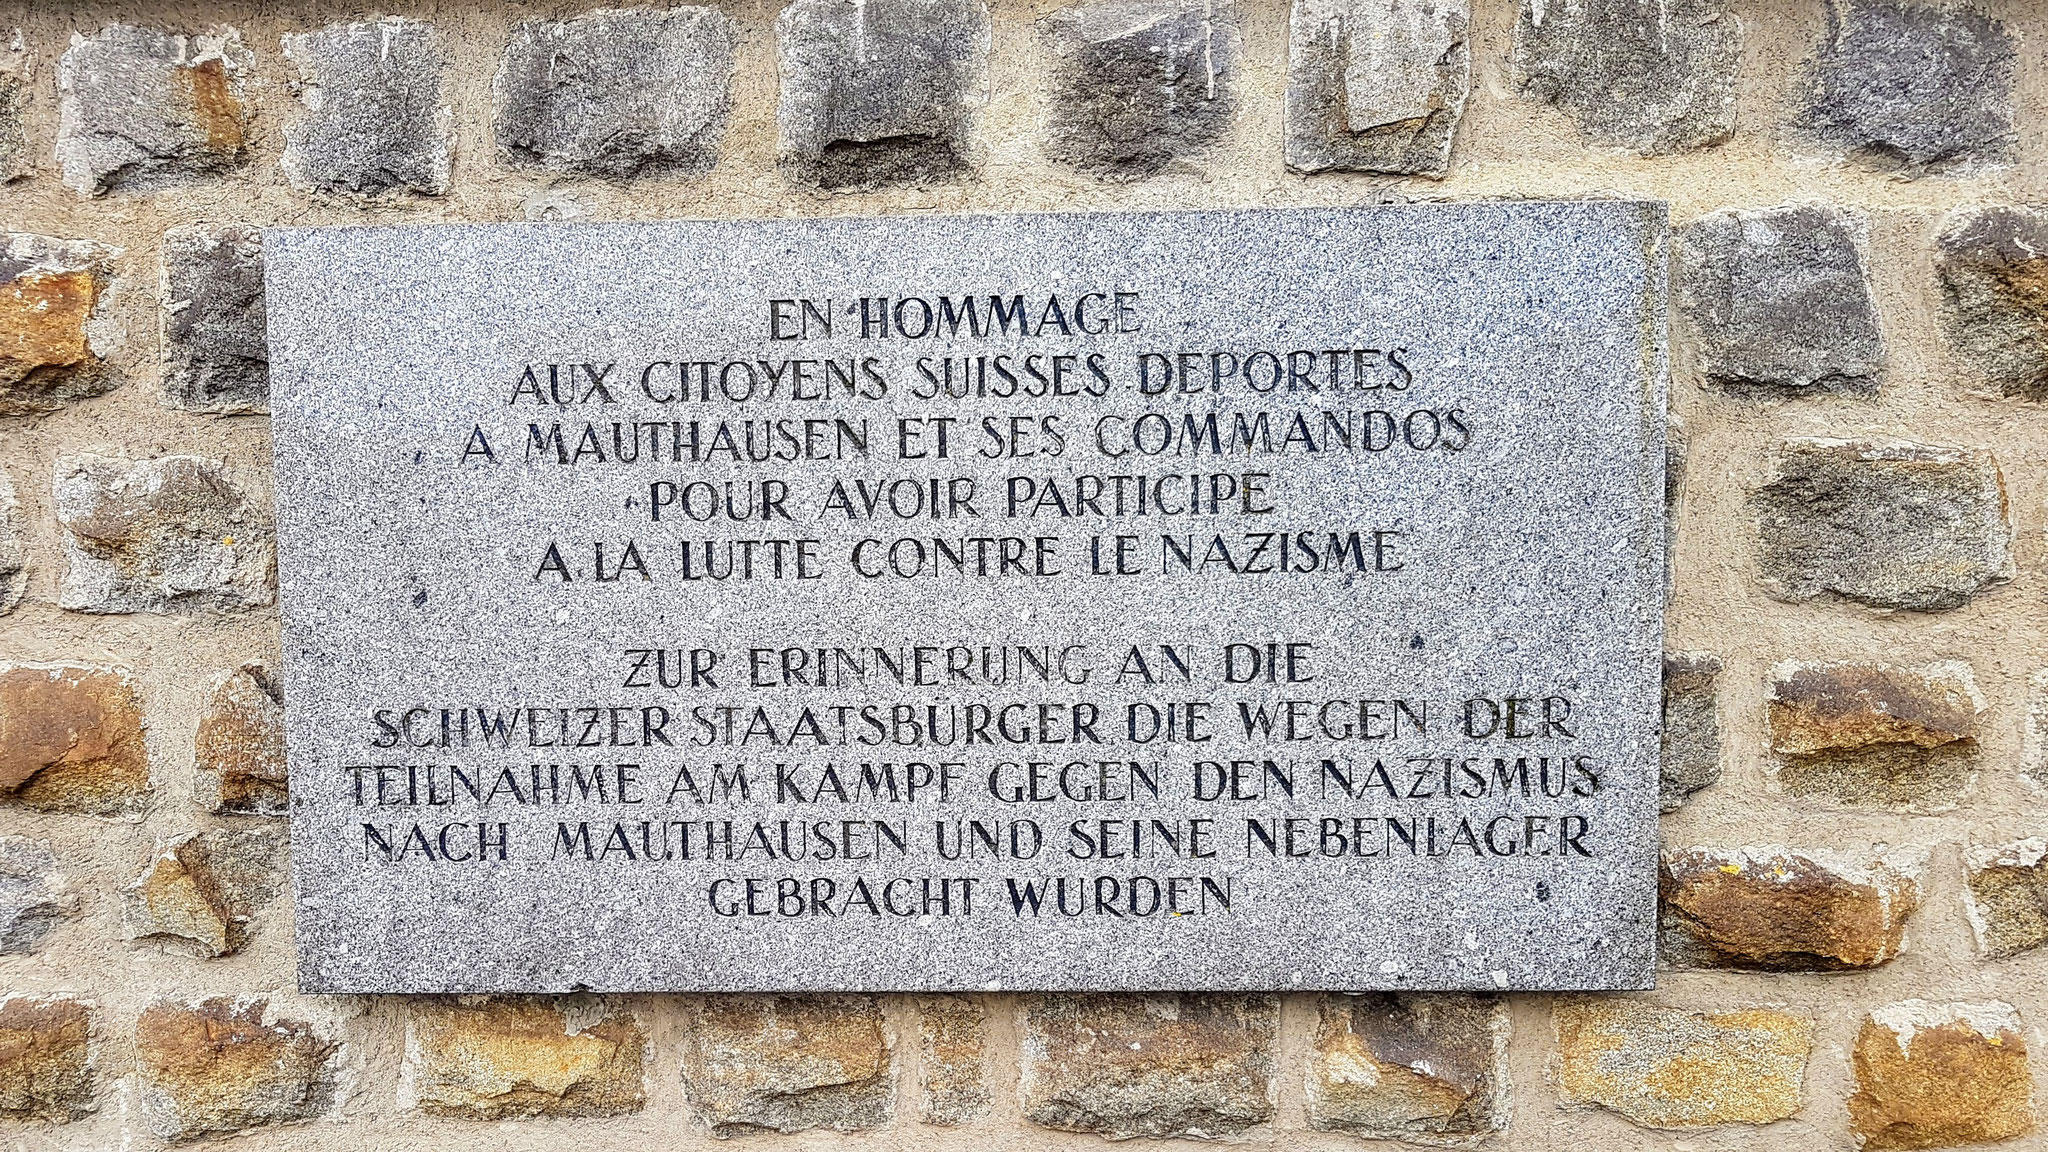 EN HOMMAGE
AUX CITOYENS SUISSES DEPORTES
A MAUTHAUSEN ET SES COMMANDOS
POUR AVOIR PARTICIPE
A LA LUTTE CONTRE LE NAZISME
ZUR ERINNERUNG AN DIE
SCHWEIZER STAATSBÜRGER DIE WEGEN DER
TEILNAHME AM KAMPF GEGEN DEN NAZISMUS
NACH MAUTHAUSEN UND SEINE NEBENLAGER
GEBRACHT WURDEN